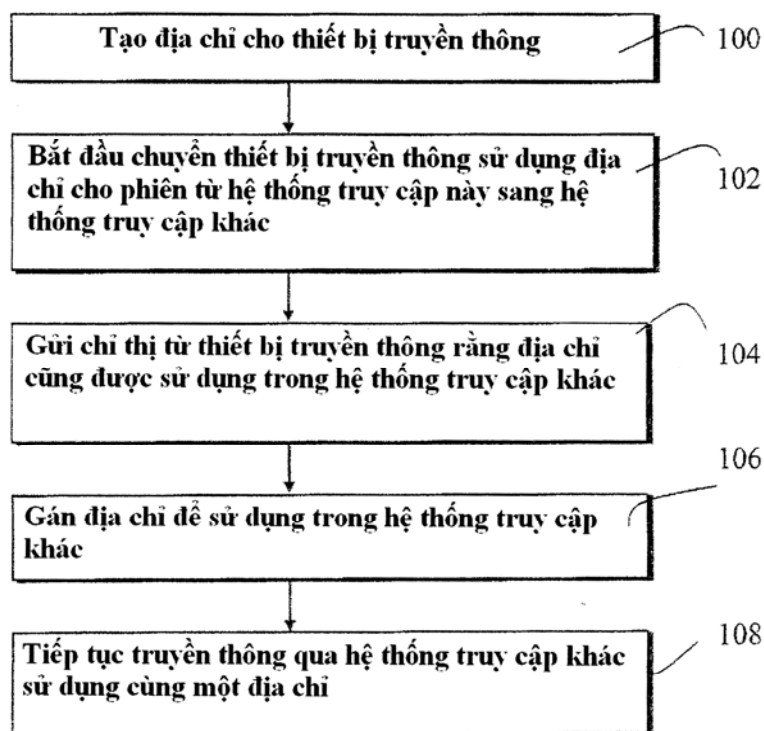 Tạo địa chỉ cho thiết bị truyền thông
100
Bắt đầu chuyển thiết bị truyền thông sử dụng địa
chỉ cho phiên từ hệ thống truy cập này sang hệ
thống truy cập khác
102
Gửi chỉ thị từ thiết bị truyền thông rằng địa chỉ
cũng được sử dụng trong hệ thống truy cập khác
104
106
Gán địa chỉ để sử dụng trong hệ thống truy cập
khác
108
Tiếp tục truyền thông qua hệ thống truy cập khác
sử dụng cùng một địa chỉ